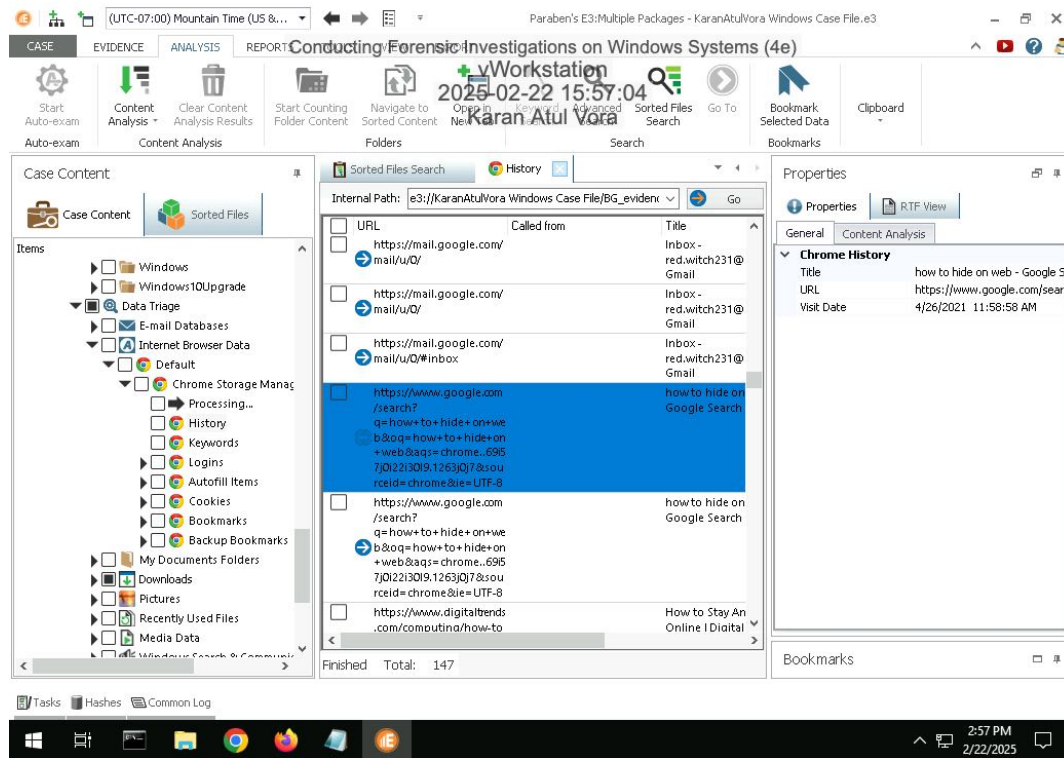 (UTC-07:00) Mountain Time (US &...
Paraben's E3:Multiple Packages - KaranAtulVora Windows Case File.e3
CASE
EVIDENCE
ANALYSIS
Conducting Forensic Investigations on Windows Systems (4e)
vWorkstation
2025-02-22 15:57:04
Karan Atul Vora
Start
Auto-exam
Content
Analysis
Clear Content
Analysis Results
Start Counting
Folder Content
Navigate to
Sorted Content
Open in
New Tab
Keyword
Search
Advanced
Search
Sorted Files
Search
Go To
Bookmark
Selected Data
Clipboard
Auto-exam
Content Analysis
Folders
Search
Bookmarks
Case Content
Case Content
Sorted Files
Items
Windows
Windows10Upgrade
Data Triage
E-mail Databases
Internet Browser Data
Default
Chrome Storage Manag
Processing...
History
Keywords
Logins
Autofill Items
Cookies
Bookmarks
Backup Bookmarks
My Documents Folders
Downloads
Pictures
Recently Used Files
Media Data
Sorted Files Search
History
Internal Path: e3://KaranAtulVora Windows Case File/BG_evidenc
Go
URL Called from Title
https://mail.google.com/ Inbox -
mail/u/0/ red.witch231@
Gmail
https://mail.google.com/ Inbox -
mail/u/0/ red.witch231@
Gmail
https://mail.google.com/ Inbox -
mail/u/0/#inbox red.witch231@
Gmail
https://www.google.com how to hide on
/search? Google Search
q=how+to+hide+on+we
b&oq=how+to+hide+on
+web&aqs=chrome..69i5
7j0i22i30l9.1263j0j7&sou
rceid=chrome&ie=UTF-8
https://www.google.com how to hide on
/search? Google Search
q=how+to+hide+on+we
b&oq=how+to+hide+on
+web&aqs=chrome..69i5
7j0i22i30l9.1263j0j7&sou
rceid=chrome&ie=UTF-8
https://www.digitaltrends How to Stay An
.com/computing/how-to Online | Digital
Finished Total: 147
Properties
Properties
RTF View
General
Content Analysis
Chrome History
Title how to hide on web - Google S
URL https://www.google.com/sear
Visit Date 4/26/2021 11:58:58 AM
Bookmarks
Tasks
Hashes
Common Log
2:57 PM
2/22/2025